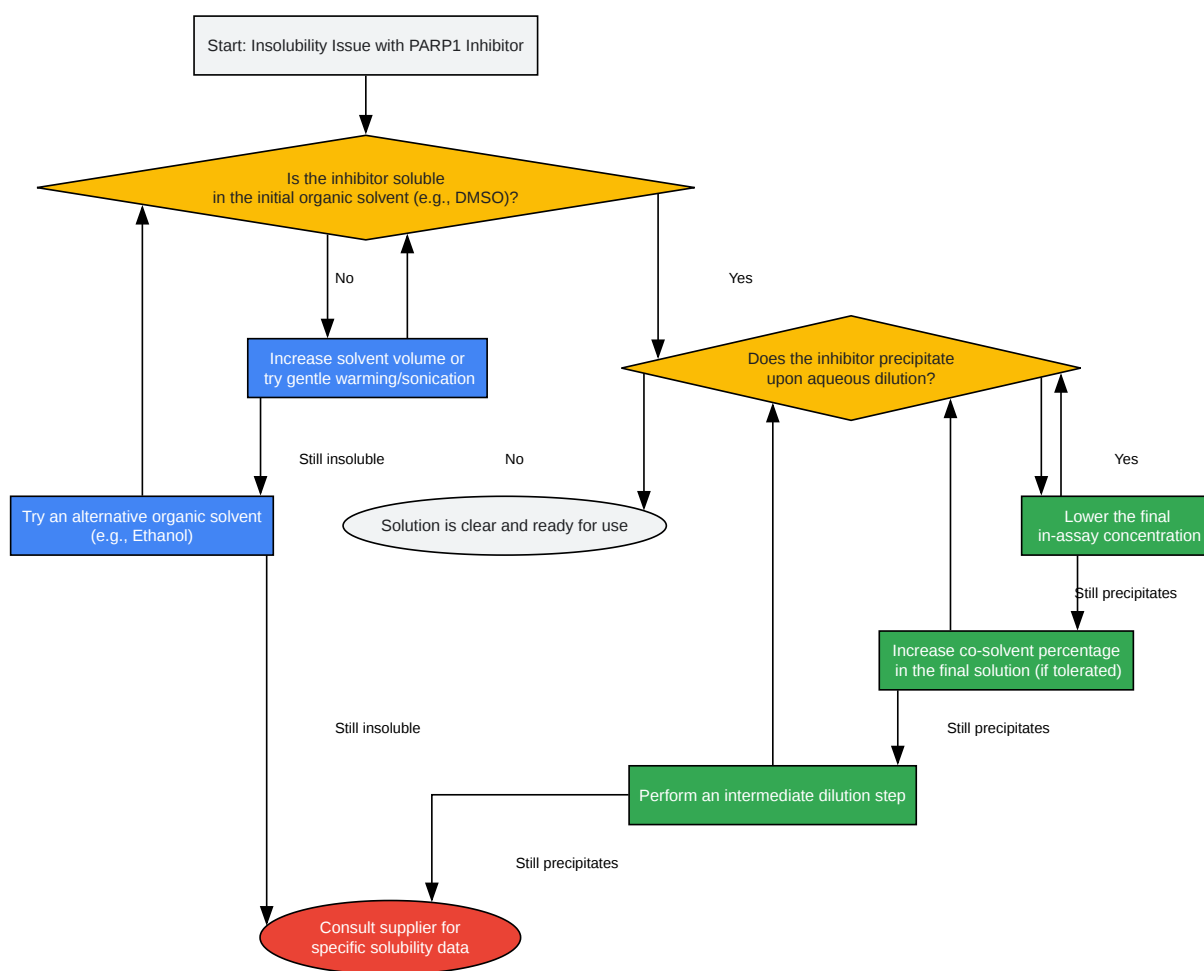 Start: Insolubility Issue with PARP1 Inhibitor
Is the inhibitor soluble
in the initial organic solvent (e.g., DMSO)?
No
Yes
Increase solvent volume or
try gentle warming/sonication
Does the inhibitor precipitate
upon aqueous dilution?
Still insoluble
No
Yes
Try an alternative organic solvent
(e.g., Ethanol)
Solution is clear and ready for use
Lower the final
in-assay concentration
Still precipitates
Increase co-solvent percentage
in the final solution (if tolerated)
Still insoluble
Still precipitates
Perform an intermediate dilution step
Still precipitates
Consult supplier for
specific solubility data